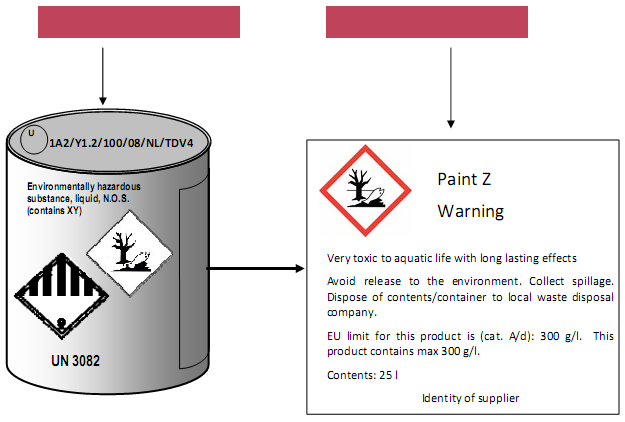 U
1A2/Y1.2/100/08/NL/TDV4
Environmentally hazardous
substance, liquid, N.O.S.
(contains XY)
9
UN 3082
Paint Z
Warning
Very toxic to aquatic life with long lasting effects
Avoid release to the environment. Collect spillage.
Dispose of contents/container to local waste disposal
company.
EU limit for this product is (cat. A/d): 300 g/l. This
product contains max 300 g/l.
Contents: 25 l
Identity of supplier